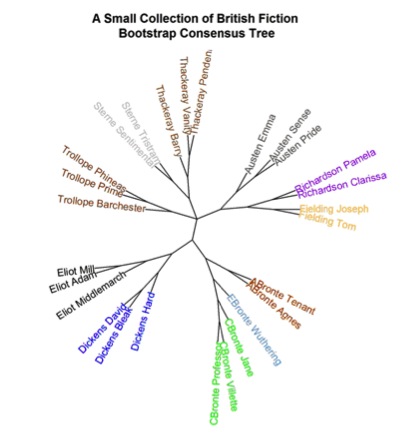 A Small Collection of British Fiction
Bootstrap Consensus Tree
Thackeray Penden
Thackeray Vanity
Thackeray Barry
Sterne Tristram
Sterne Sentimental
Trollope Phineas
Trollope Prime
Trollope Barchester
Austen Emma
Austen Sense
Austen Pride
Richardson Pamela
Richardson Clarissa
Fielding Joseph
Fielding Tom
Eliot Mill
Eliot Adam
Eliot Middlemarch
Dickens David
Dickens Bleak
Dickens Hard
ABronte Tenant
ABronte Agnes
EBronte Wuthering
CBronte Jane
CBronte Villette
CBronte Professor